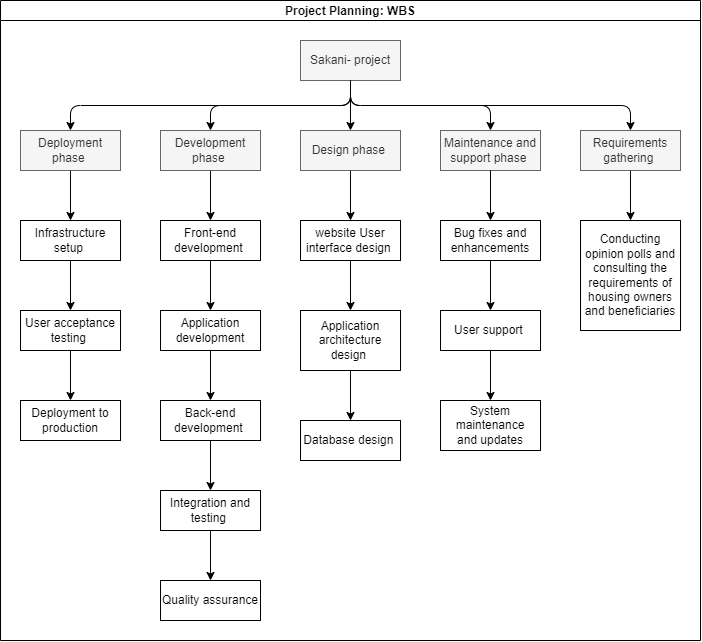 Project Planning: WBS
Sakani- project
Deployment
phase
Development
phase
Design phase
Maintenance and
support phase
Requirements
gathering
Infrastructure
setup
Front-end
development
website User
interface design
Bug fixes and
enhancements
Conducting
opinion polls and
consulting the
requirements of
housing owners
and beneficiaries
User acceptance
testing
Application
development
Application
architecture
design
User support
Deployment to
production
Back-end
development
Database design
System
maintenance
and updates
Integration and
testing
Quality assurance